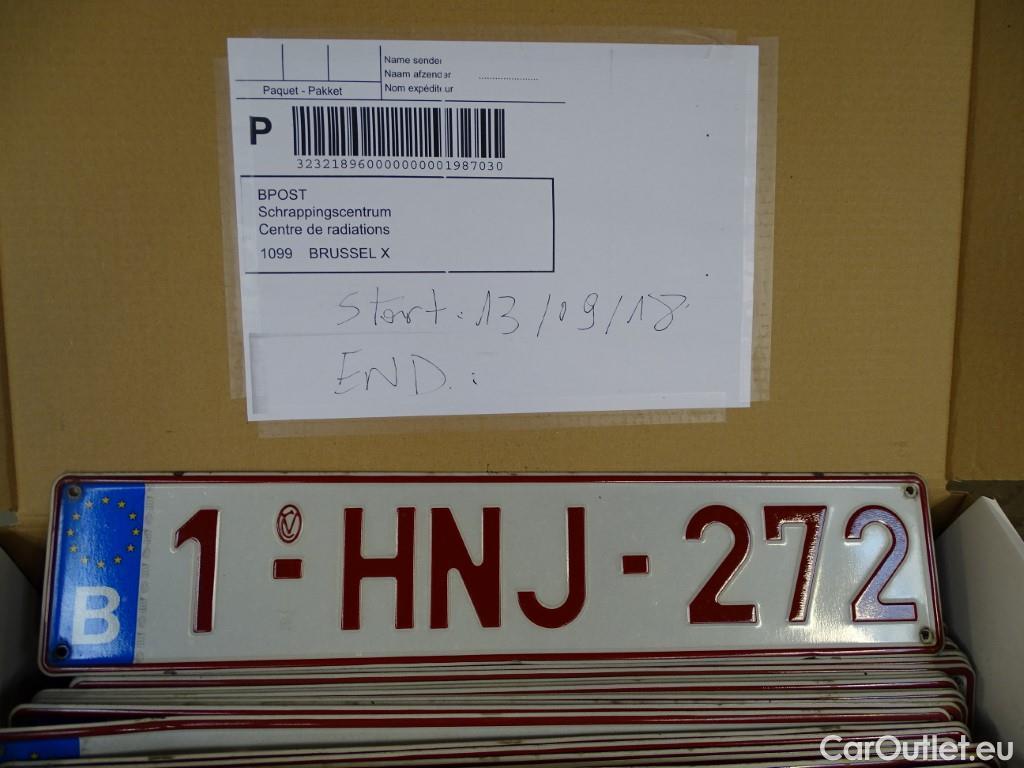 Name sender
Naam afzender ......................
Nom expéditeur
Paquet - Pakket
P
323218960000000001987030
BPOST
Schrappingscentrum
Centre de radiations
1099 BRUSSEL X
Start: 13/09/18
END.:
B 1-HNJ-272
CarOutlet.eu